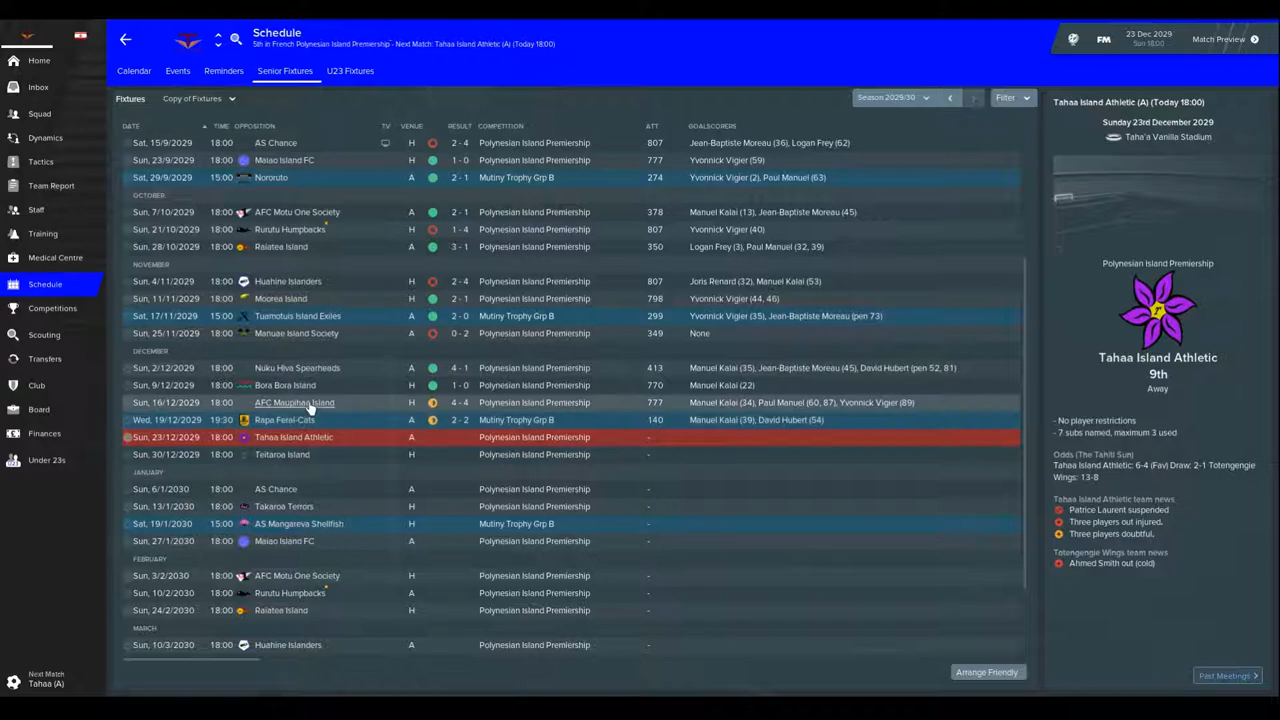 Schedule
5th in French Polynesian Island Premiership - Next Match: Tahaa Island Athletic (A) (Today 18:00)
FM 23 Dec 2029 Sun 18:00 Match Preview
Calendar Events Reminders Senior Fixtures U23 Fixtures
Home
Inbox
Squad
Dynamics
Tactics
Team Report
Staff
Training
Medical Centre
Schedule
Competitions
Scouting
Transfers
Club
Board
Finances
U23 Under 23s
Next Match
Tahaa (A)
Fixtures Copy of Fixtures Season 2029/30 Filter
DATE TIME OPPOSITION TV VENUE RESULT COMPETITION ATT GOALSCORERS
Sat, 15/9/2029 18:00 AS Chance H 2 - 4 Polynesian Island Premiership 807 Jean-Baptiste Moreau (36), Logan Frey (62)
Sun, 23/9/2029 18:00 Maiao Island FC H 1 - 0 Polynesian Island Premiership 777 Yvonnick Vigier (59)
Sat, 29/9/2029 15:00 Nororuto A 2 - 1 Mutiny Trophy Grp B 274 Yvonnick Vigier (2), Paul Manuel (63)
OCTOBER
Sun, 7/10/2029 18:00 AFC Motu One Society A 2 - 1 Polynesian Island Premiership 378 Manuel Kalai (13), Jean-Baptiste Moreau (45)
Sun, 21/10/2029 18:00 Rururtu Humpbacks H 1 - 4 Polynesian Island Premiership 807 Yvonnick Vigier (40)
Sun, 28/10/2029 18:00 Raiatea Island A 3 - 1 Polynesian Island Premiership 350 Logan Frey (3), Paul Manuel (32, 39)
NOVEMBER
Sun, 4/11/2029 18:00 Huahine Islanders H 2 - 4 Polynesian Island Premiership 807 Joris Renard (32), Manuel Kalai (53)
Sun, 11/11/2029 18:00 Moorea Island H 2 - 1 Polynesian Island Premiership 798 Yvonnick Vigier (44, 46)
Sat, 17/11/2029 15:00 Tuamotuis Island Exiles A 2 - 0 Mutiny Trophy Grp B 299 Yvonnick Vigier (35), Jean-Baptiste Moreau (pen 73)
Sun, 25/11/2029 18:00 Manuae Island Society A 0 - 2 Polynesian Island Premiership 349 None
DECEMBER
Sun, 2/12/2029 18:00 Nuku Hiva Spearheads A 4 - 1 Polynesian Island Premiership 413 Manuel Kalai (35), Jean-Baptiste Moreau (45), David Hubert (pen 52, 81)
Sun, 9/12/2029 18:00 Bora Bora Island H 1 - 0 Polynesian Island Premiership 770 Manuel Kalai (22)
Sun, 16/12/2029 18:00 AFC Maupihaa Island H 4 - 4 Polynesian Island Premiership 777 Manuel Kalai (34), Paul Manuel (60, 87), Yvonnick Vigier (89)
Wed, 19/12/2029 19:30 Rapa Feral-Cats A 2 - 2 Mutiny Trophy Grp B 140 Manuel Kalai (39), David Hubert (54)
Sun, 23/12/2029 18:00 Tahaa Island Athletic A Polynesian Island Premiership -
Sun, 30/12/2029 18:00 Teitaroa Island H Polynesian Island Premiership -
JANUARY
Sun, 6/1/2030 18:00 AS Chance A Polynesian Island Premiership -
Sun, 13/1/2030 18:00 Takaroa Terrors H Polynesian Island Premiership -
Sat, 19/1/2030 15:00 AS Mangareva Shellfish H Mutiny Trophy Grp B -
Sun, 27/1/2030 18:00 Maiao Island FC A Polynesian Island Premiership -
FEBRUARY
Sun, 3/2/2030 18:00 AFC Motu One Society H Polynesian Island Premiership -
Sun, 10/2/2030 18:00 Rurutu Humpbacks A Polynesian Island Premiership -
Sun, 24/2/2030 18:00 Raiatea Island H Polynesian Island Premiership -
MARCH
Sun, 10/3/2030 18:00 Huahine Islanders A Polynesian Island Premiership -
Arrange Friendly
Tahaa Island Athletic (A) (Today 18:00)
Sunday 23rd December 2029
Taha'a Vanilla Stadium
Polynesian Island Premiership
Tahaa Island Athletic
9th
Away
- No player restrictions
- 7 subs named, maximum 3 used
Odds (The Tahiti Sun)
Tahaa Island Athletic: 6-4 (Fav) Draw: 2-1 Totengengie
Wings: 13-8
Tahaa Island Athletic team news
Patrice Laurent suspended
Three players out injured.
Three players doubtful.
Totengengie Wings team news
Ahmed Smith out (cold)
Past Meetings